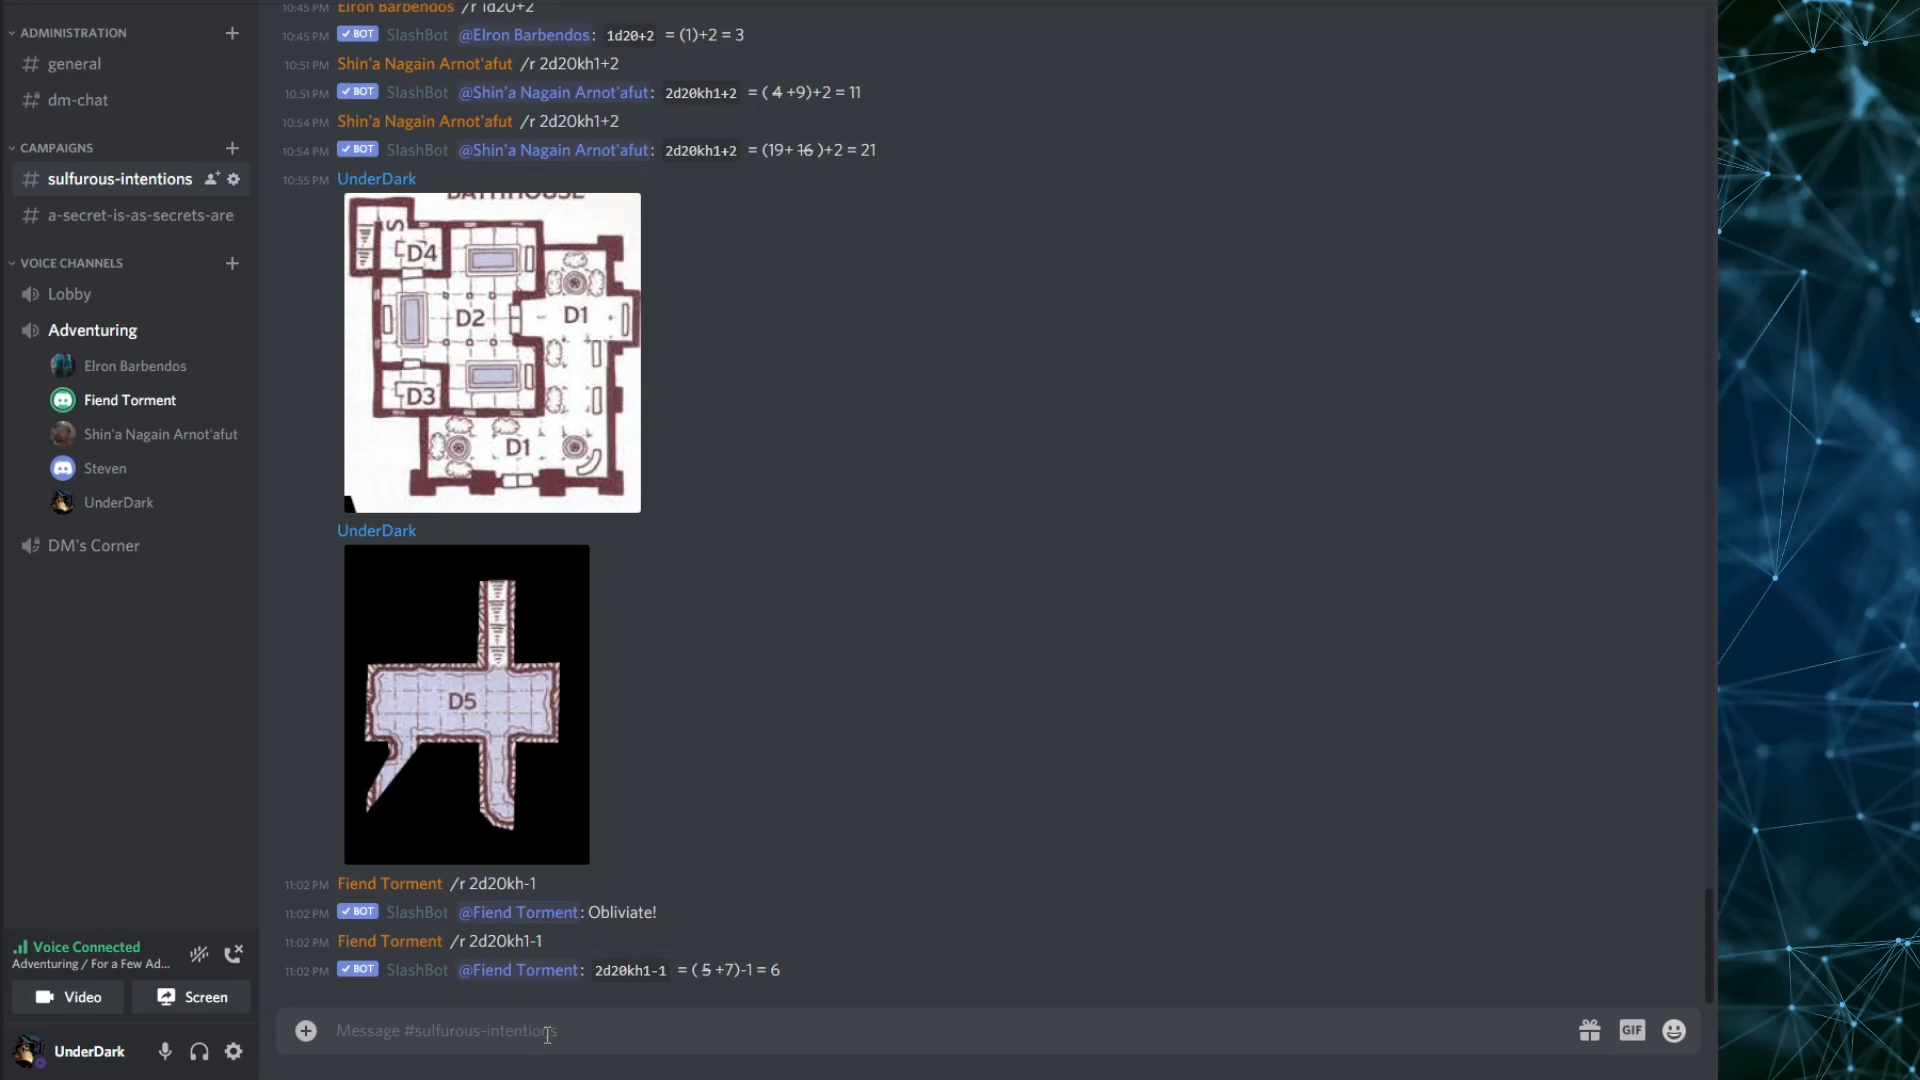 ADMINISTRATION
general
dm-chat
CAMPAIGNS
sulfurous-intentions
a-secret-is-as-secrets-are
VOICE CHANNELS
Lobby
Adventuring
Elron Barbendos
Fiend Torment
Shin'a Nagain Arnot'afut
Steven
UnderDark
DM's Corner
Voice Connected
Adventuring / For a Few Ad...
Video Screen
UnderDark
Elron Barbendos /r 1d20+2
10:45 PM BOT SlashBot @Elron Barbendos: 1d20+2 = (1)+2 = 3
10:51 PM Shin'a Nagain Arnot'afut /r 2d20kh1+2
10:51 PM BOT SlashBot @Shin'a Nagain Arnot'afut: 2d20kh1+2 = ( 4 +9)+2 = 11
10:54 PM Shin'a Nagain Arnot'afut /r 2d20kh1+2
10:54 PM BOT SlashBot @Shin'a Nagain Arnot'afut: 2d20kh1+2 = (19+ 16 )+2 = 21
10:55 PM UnderDark
BATHHOUSE
S
D4
D2 D1
D3
D1
UnderDark
D5
11:02 PM Fiend Torment /r 2d20kh-1
11:02 PM BOT SlashBot @Fiend Torment: Obliviate!
11:02 PM Fiend Torment /r 2d20kh1-1
11:02 PM BOT SlashBot @Fiend Torment: 2d20kh1-1 = ( 5 +7)-1 = 6
Message #sulfurous-intentions
GIF